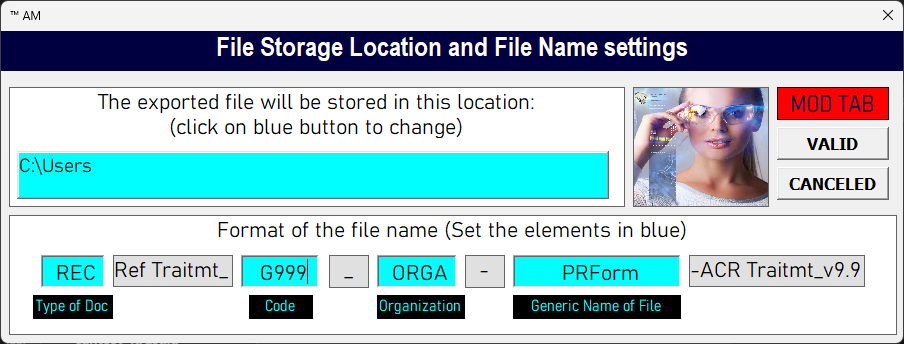 ™ AM
File Storage Location and File Name settings
The exported file will be stored in this location:
(click on blue button to change)
C:\Users
MOD TAB
VALID
CANCELED
Format of the file name (Set the elements in blue)
REC Ref Traitmt_ G999 _ ORGA - PRForm -ACR Traitmt_v9.9
Type of Doc Code Organization Generic Name of File